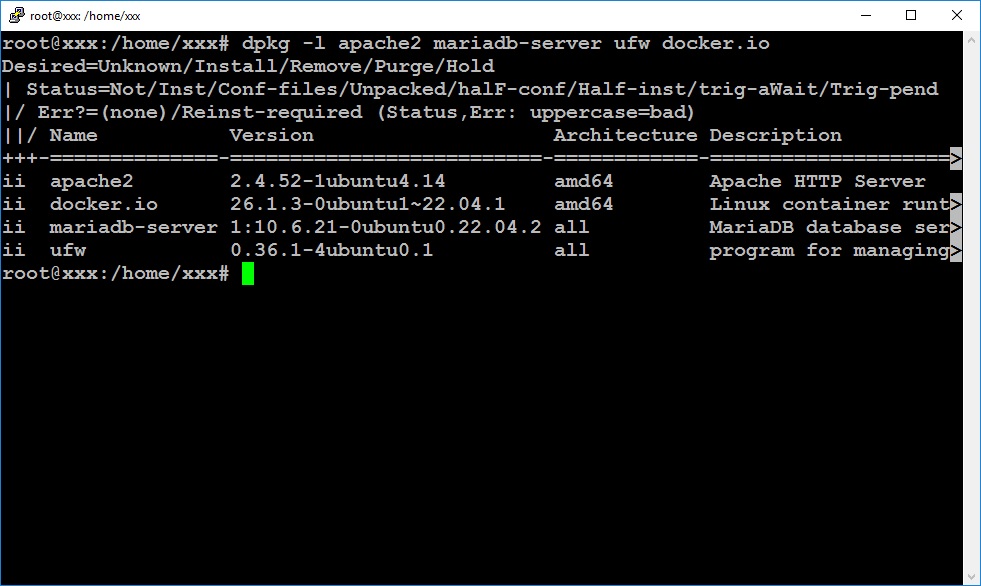 root@xxx: /home/xxx
root@xxx:/home/xxx# dpkg -l apache2 mariadb-server ufw docker.io
Desired=Unknown/Install/Remove/Purge/Hold
| Status=Not/Inst/Conf-files/Unpacked/halF-conf/Half-inst/trig-aWait/Trig-pend
|/ Err?=(none)/Reinst-required (Status,Err: uppercase=bad)
||/ Name           Version                    Architecture Description
+++-==============-==========================-============-====================>
ii  apache2        2.4.52-1ubuntu4.14         amd64        Apache HTTP Server
ii  docker.io      26.1.3-0ubuntu1~22.04.1    amd64        Linux container runt>
ii  mariadb-server 1:10.6.21-0ubuntu0.22.04.2 all          MariaDB database ser>
ii  ufw            0.36.1-4ubuntu0.1          all          program for managing>
root@xxx:/home/xxx#